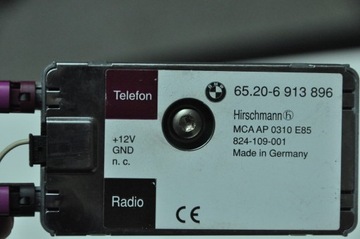 Telefon
65.20-6 913 896
Hirschmann h
MCA AP 0310 E85
824-109-001
Made in Germany
+12V
GND
n. c.
Radio
CE